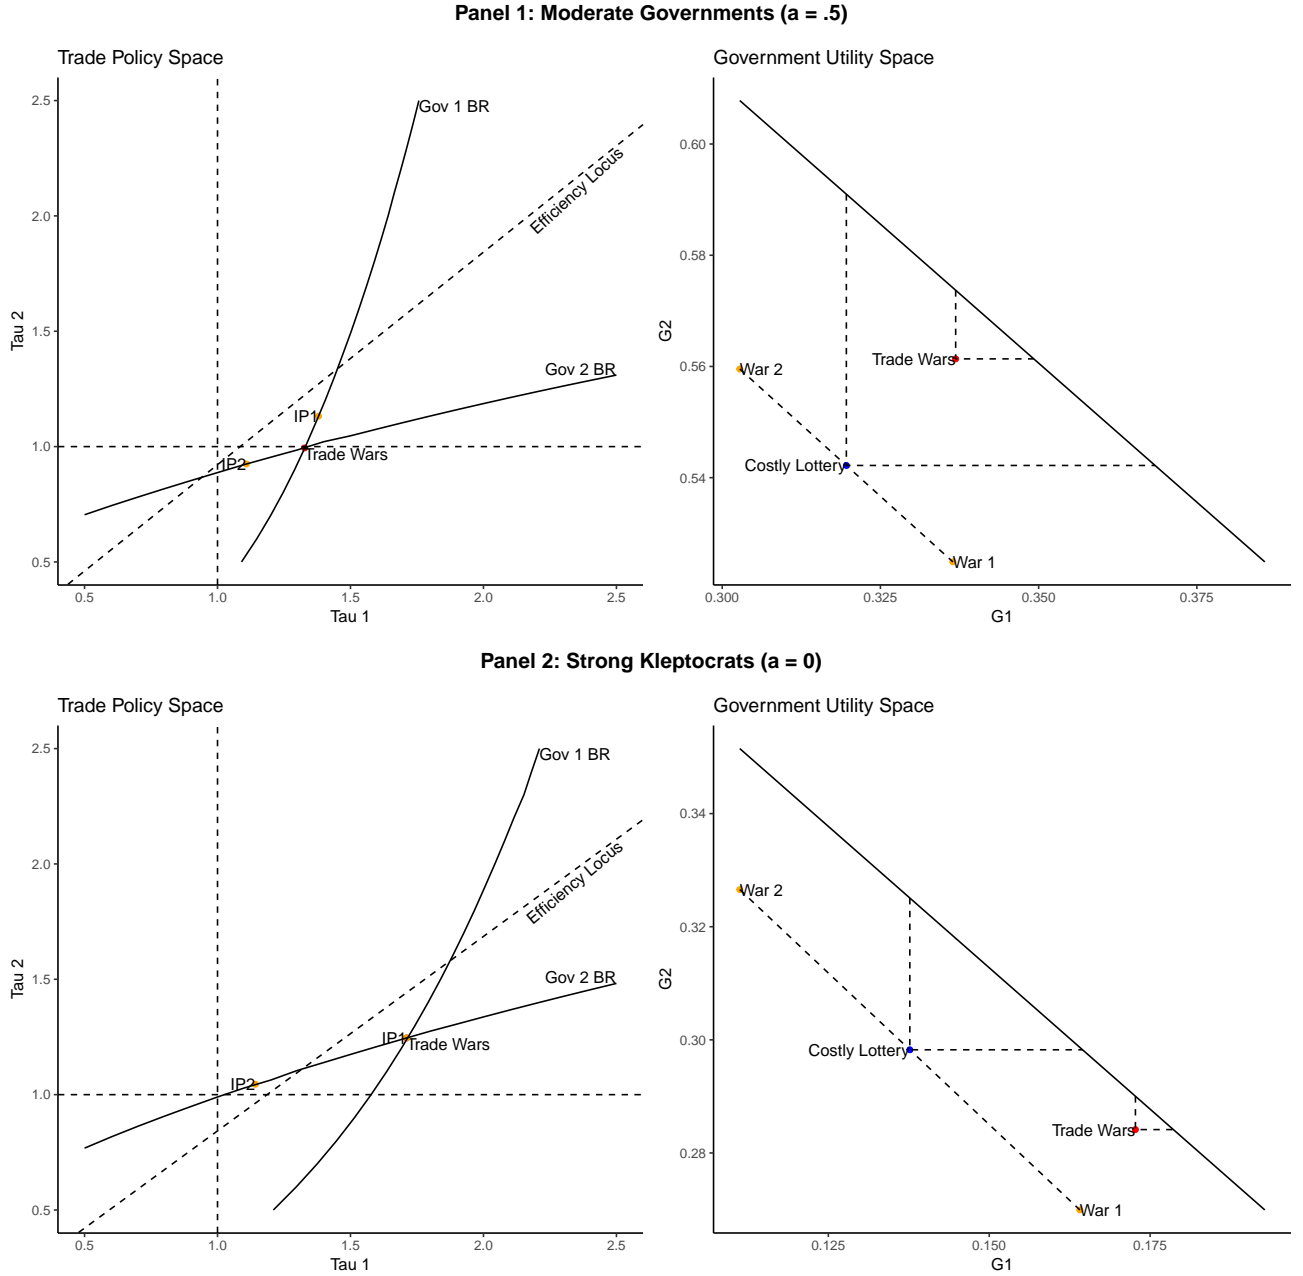 Panel 1: Moderate Governments (a = .5)
Trade Policy Space
2.5
2.0
1.5
1.0
0.5
Tau 2
Gov 1 BR
Efficiency Locus
Gov 2 BR
IP1
Trade Wars
IP2
0.5 1.0 1.5 2.0 2.5
Tau 1
Government Utility Space
0.60
0.58
0.56
0.54
G2
Trade Wars
War 2
Costly Lottery
War 1
0.300 0.325 0.350 0.375
G1
Panel 2: Strong Kleptocrats (a = 0)
Trade Policy Space
2.5
2.0
1.5
1.0
0.5
Tau 2
Gov 1 BR
Efficiency Locus
Gov 2 BR
IP1
Trade Wars
IP2
0.5 1.0 1.5 2.0 2.5
Tau 1
Government Utility Space
0.34
0.32
0.30
0.28
G2
War 2
Costly Lottery
Trade Wars
War 1
0.125 0.150 0.175
G1